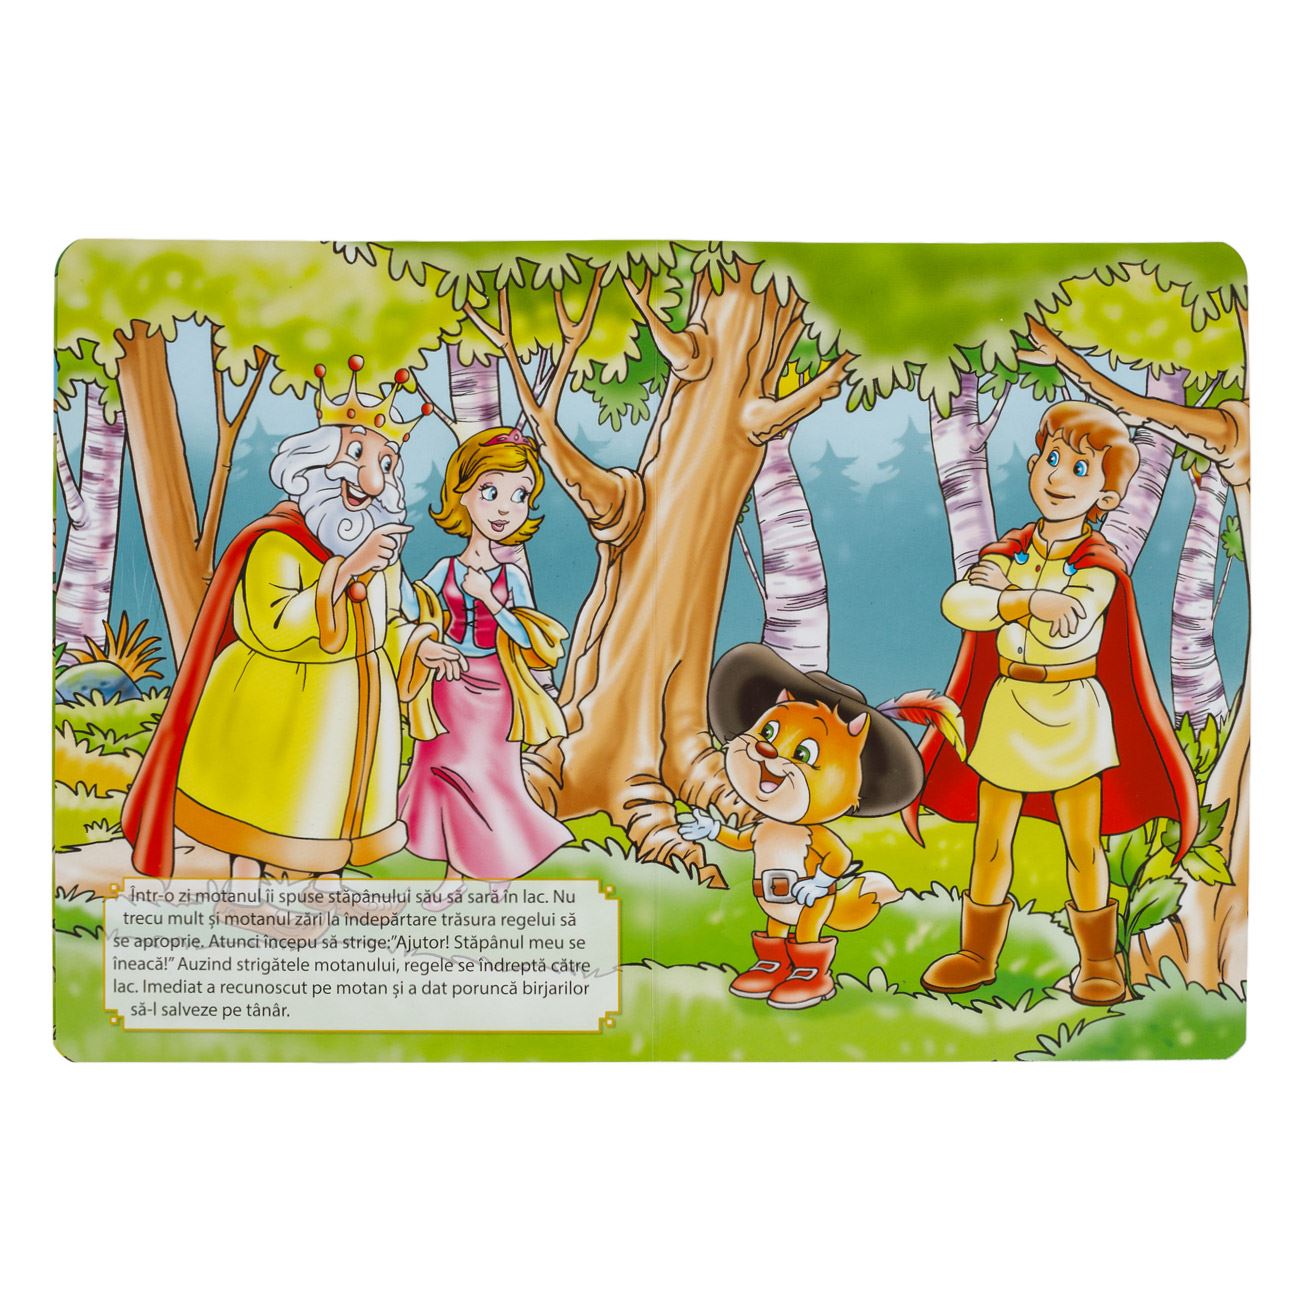 Într-o zi motanul îi spuse stăpânului său să sară în lac. Nu
trecu mult și motanul zări la îndepărtare trăsura regelui să
se aproprie. Atunci începu să strige:"Ajutor! Stăpânul meu se
îneacă!" Auzind strigătele motanului, regele se îndreptă către
lac. Imediat a recunoscut pe motan și a dat poruncă birjarilor
să-l salveze pe tânâr.